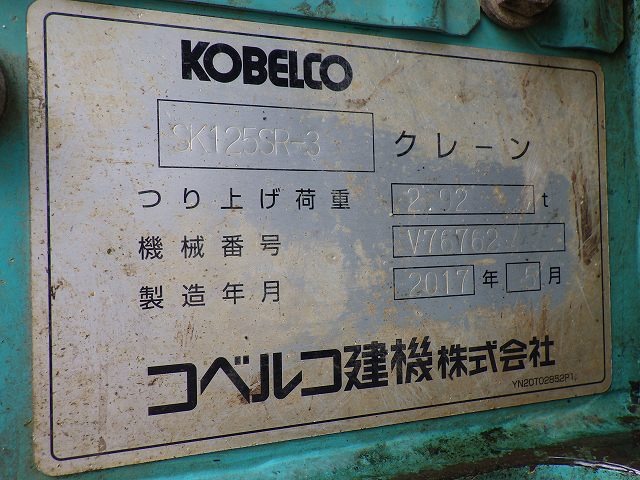 KOBELCO
SK125SR-3 クレーン
つり上げ荷重 2.92 t
機械番号 V76762
製造年月 2017 年 5 月
コベルコ建機株式会社
YN20T02852P1